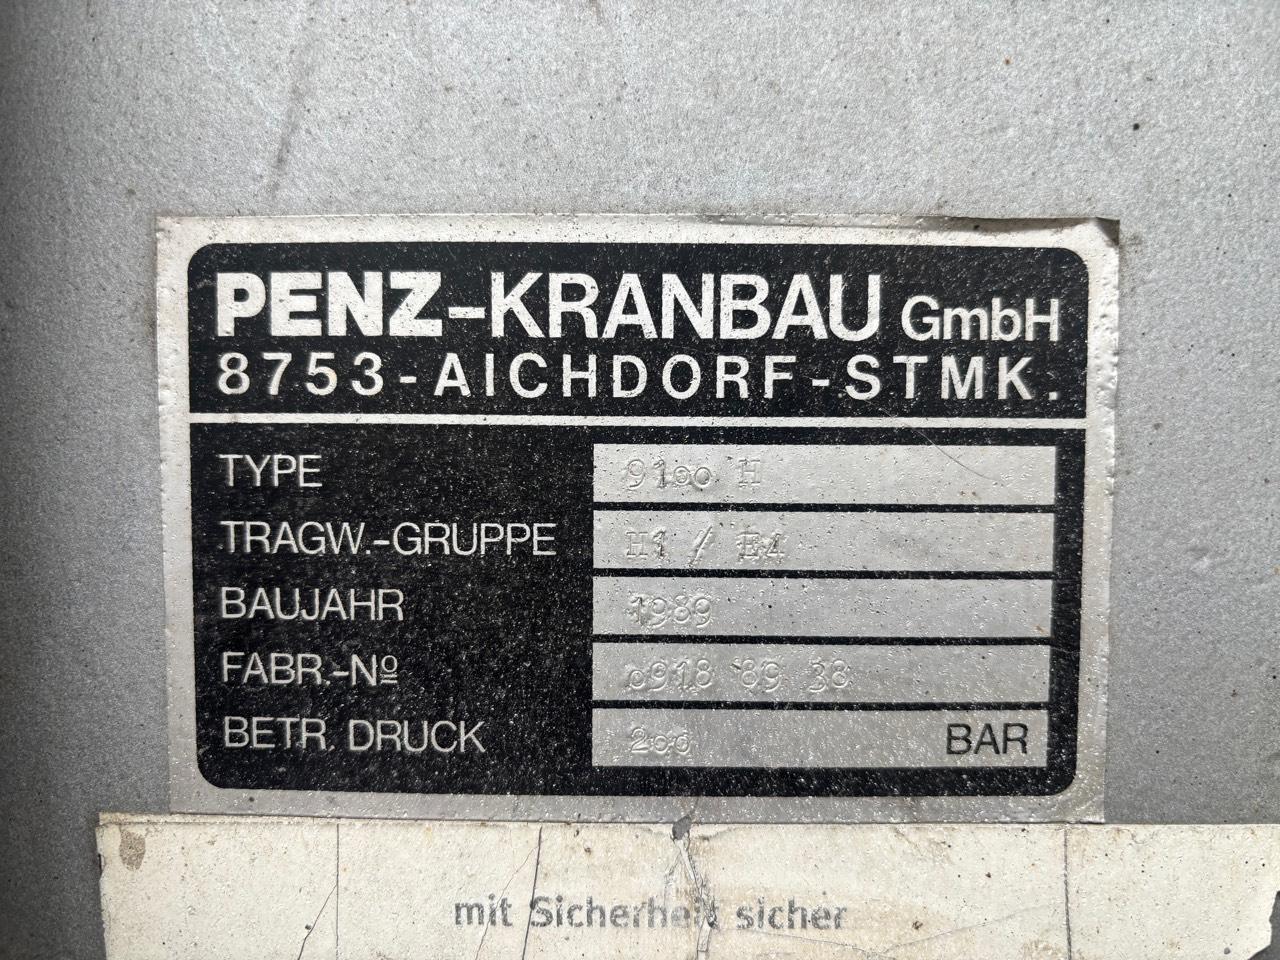 PENZ-KRANBAU GmbH
8753-AICHDORF-STMK.
TYPE 9100 H
TRAGW.-GRUPPE H1 / E4
BAUJAHR 1989
FABR.-Nº 0918 89 38
BETR. DRUCK 200 BAR
mit Sicherheit sicher